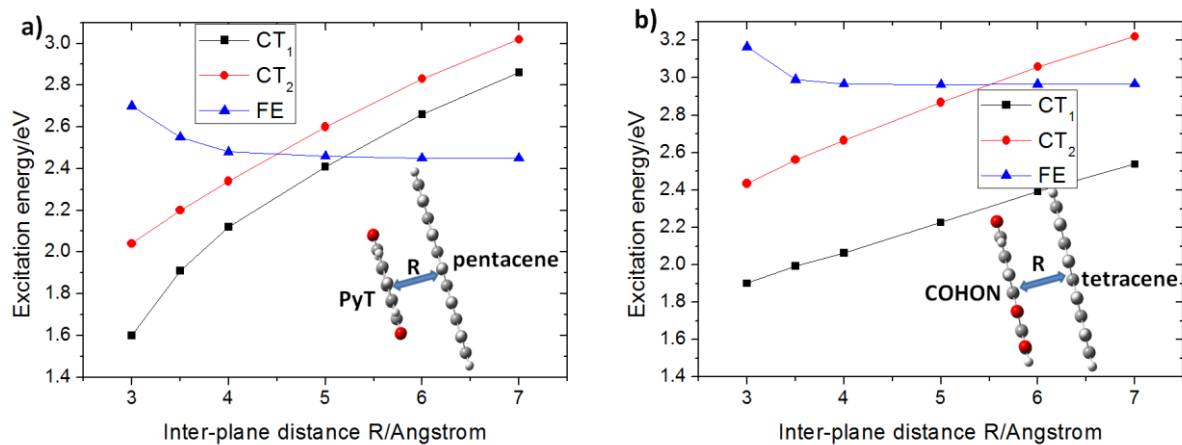 a)
CT1
CT2
FE
3.0
2.8
2.6
2.4
2.2
2.0
1.8
1.6
1.4
Excitation energy/eV
R
pentacene
PyT
3 4 5 6 7
Inter-plane distance R/Angstrom
b)
3.2
3.0
2.8
2.6
2.4
2.2
2.0
1.8
1.6
1.4
Excitation energy/eV
CT1
CT2
FE
R
tetracene
COHON
3 4 5 6 7
Inter-plane distance R/Angstrom